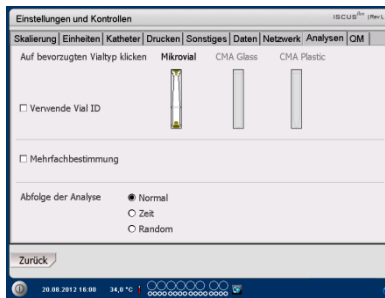 Einstellungen und Kontrollen ISCUSflex |Rev
Skalierung Einheiten Katheter Drucken Sonstiges Daten Netzwerk Analysen QM
Auf bevorzugten Vialtyp klicken Mikrovial CMA Glass CMA Plastic
Verwende Vial ID
Mehrfachbestimmung
Abfolge der Analyse Normal
Zeit
Random
Zurück
20.08.2012 16:00 34,0 °C